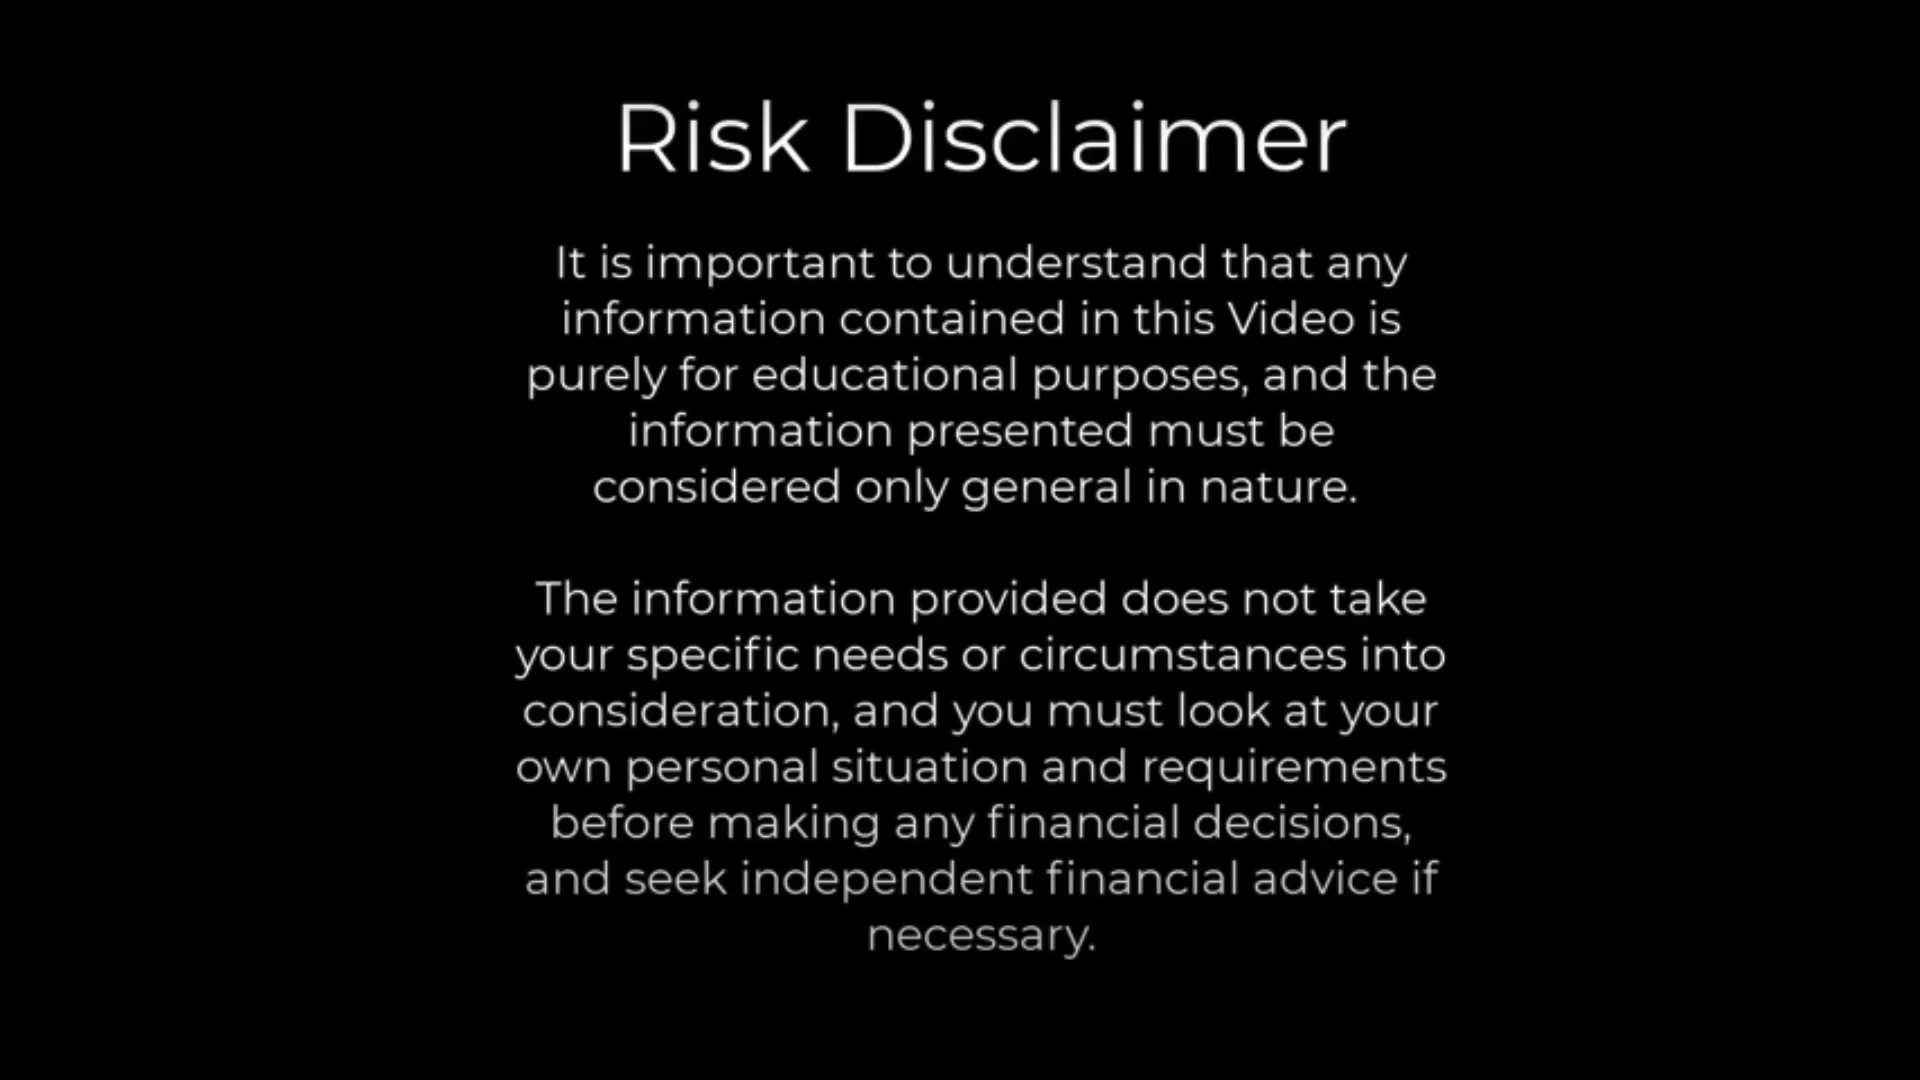 Risk Disclaimer
It is important to understand that any
information contained in this Video is
purely for educational purposes, and the
information presented must be
considered only general in nature.
The information provided does not take
your specific needs or circumstances into
consideration, and you must look at your
own personal situation and requirements
before making any financial decisions,
and seek independent financial advice if
necessary.